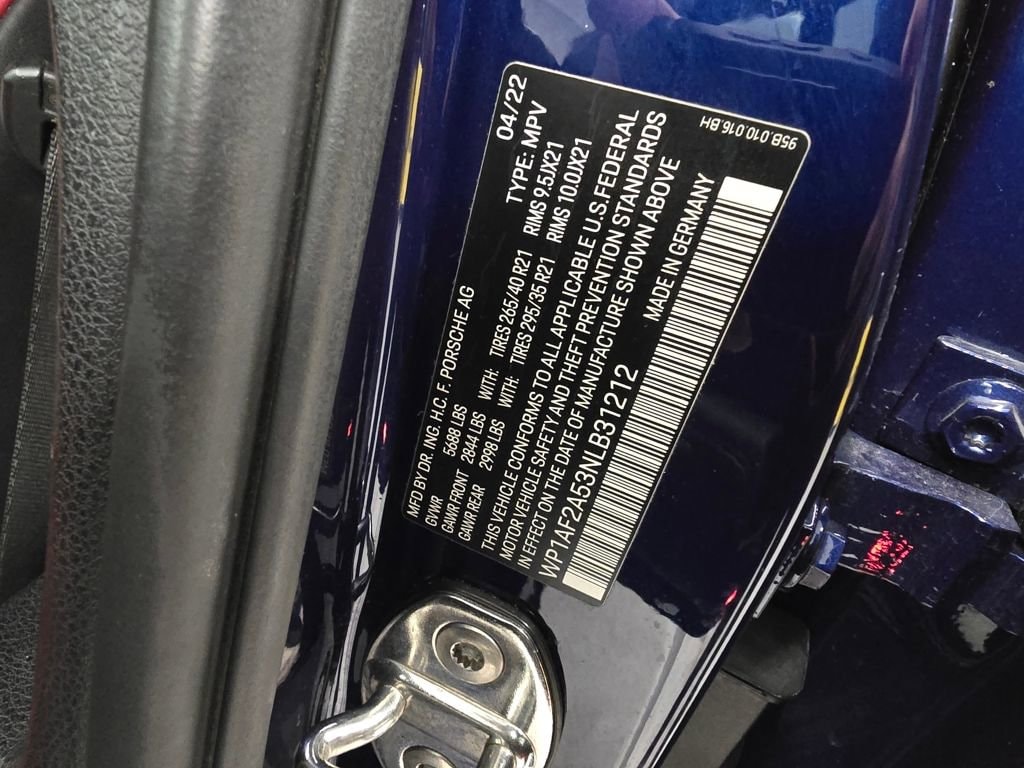 MFD BY DR. ING. H.C. F. PORSCHE AG 04/22
GVWR 5688 LBS TYPE: MPV
GAWR FRONT 2844 LBS WITH: TIRES 265/40 R21 RIMS 9.5JX21
GAWR REAR 2998 LBS WITH: TIRES 295/35 R21 RIMS 10.0JX21
THIS VEHICLE CONFORMS TO ALL APPLICABLE U.S. FEDERAL
MOTOR VEHICLE SAFETY AND THEFT PREVENTION STANDARDS
IN EFFECT ON THE DATE OF MANUFACTURE SHOWN ABOVE
WP1AF2A53NLB31212 MADE IN GERMANY
95B.010.016.BH